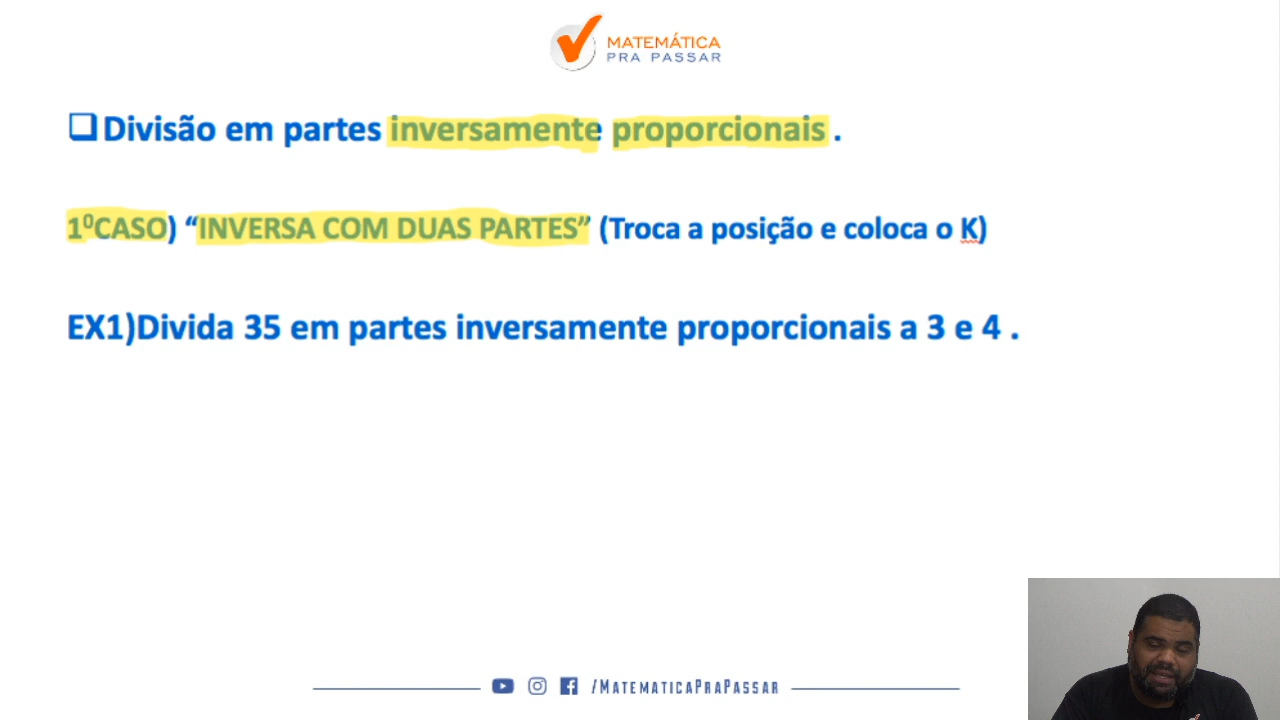 MATEMÁTICA
PRA PASSAR
Divisão em partes inversamente proporcionais .
1ºCASO) “INVERSA COM DUAS PARTES” (Troca a posição e coloca o K)
EX1)Divida 35 em partes inversamente proporcionais a 3 e 4 .
/MATEMATICAPRAPASSAR